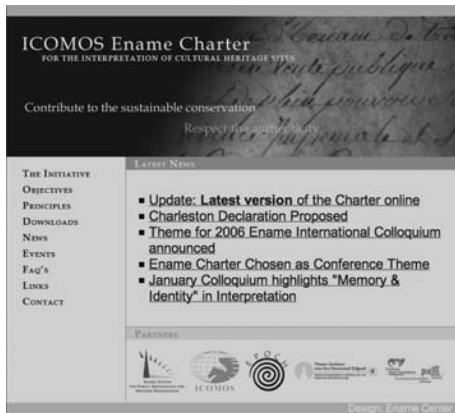 ICOMOS Ename Charter
FOR THE INTERPRETATION OF CULTURAL HERITAGE SITES
Contribute to the sustainable conservation
Respect the authenticity
THE INITIATIVE
OBJECTIVES
PRINCIPLES
DOWNLOADS
NEWS
EVENTS
FAQ'S
LINKS
CONTACT
LATEST NEWS
Update: Latest version of the Charter online
Charleston Declaration Proposed
Theme for 2006 Ename International Colloquium
announced
Ename Charter Chosen as Conference Theme
January Colloquium highlights "Memory &
Identity" in Interpretation
PARTNERS
ICOMOS
EPOCH
Design: Ename Center